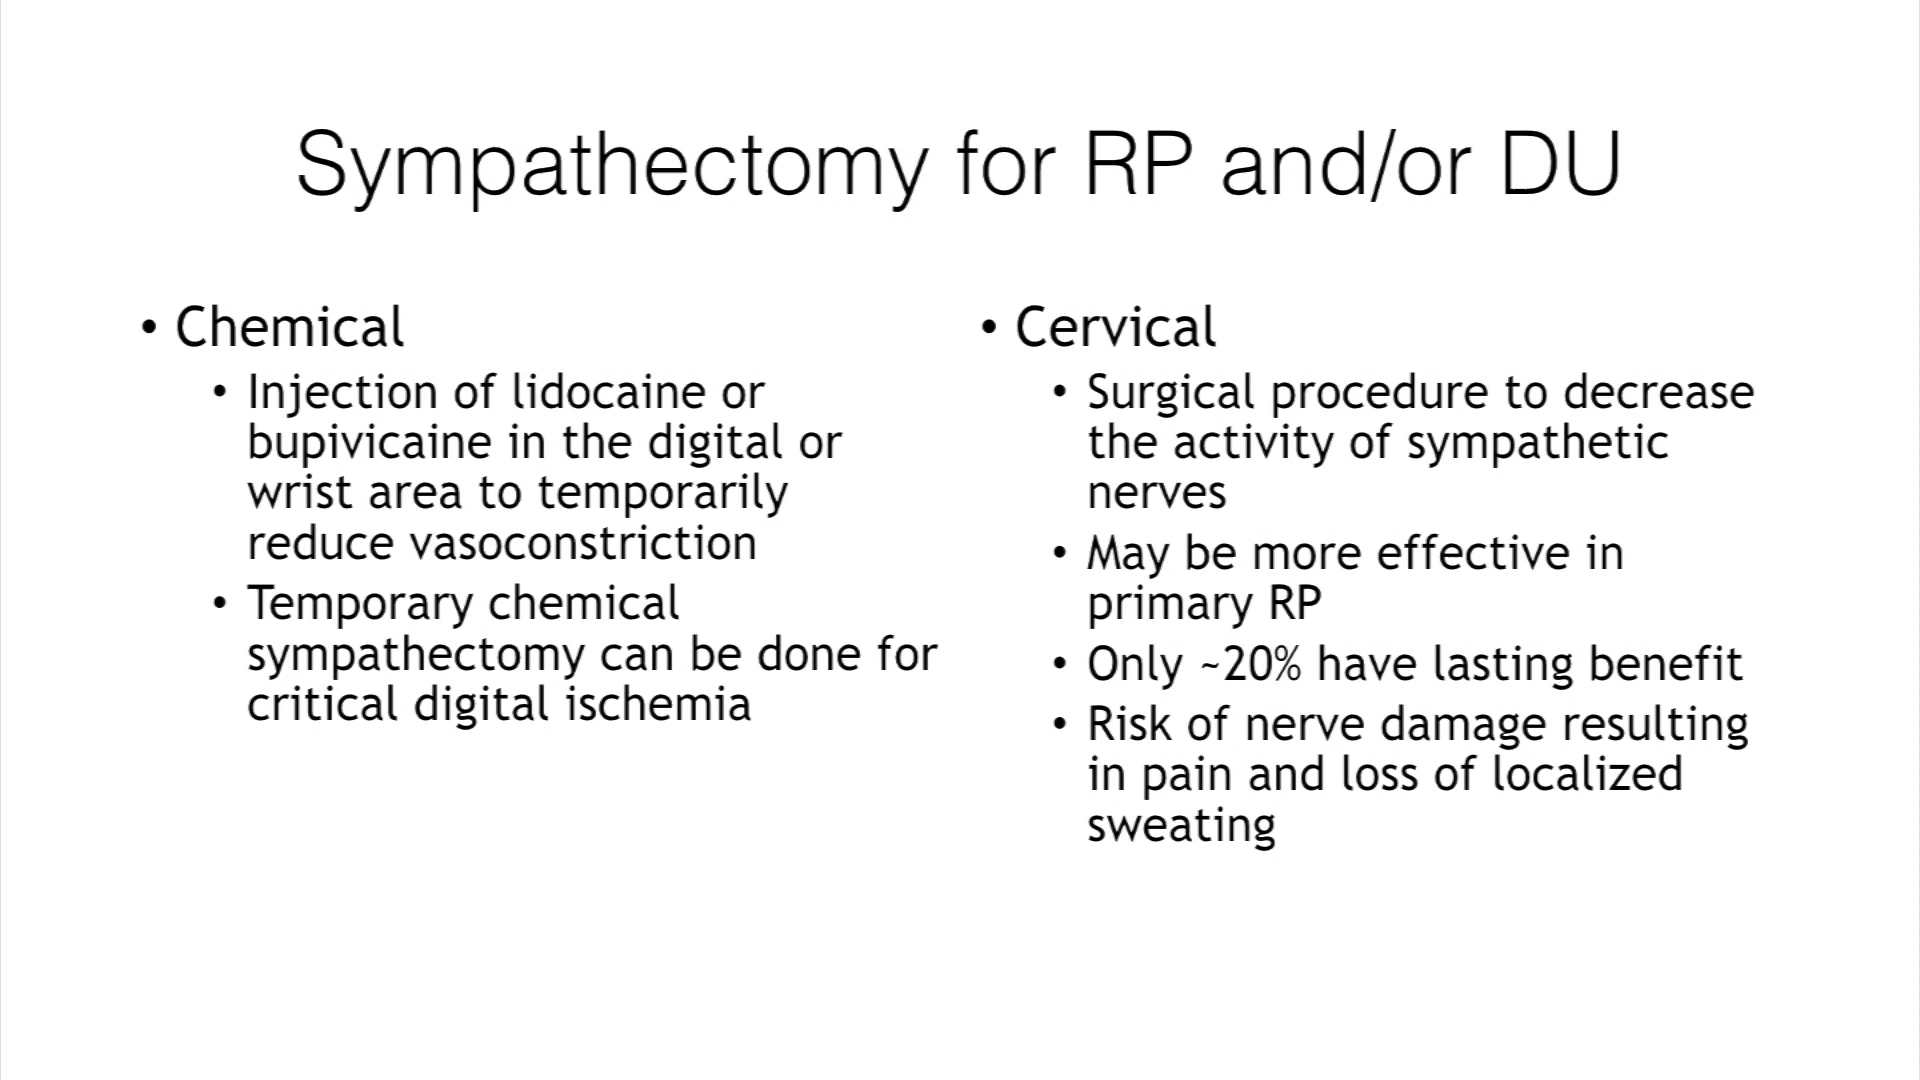 Sympathectomy for RP and/or DU
• Chemical
• Injection of lidocaine or
bupivicaine in the digital or
wrist area to temporarily
reduce vasoconstriction
• Temporary chemical
sympathectomy can be done for
critical digital ischemia
• Cervical
• Surgical procedure to decrease
the activity of sympathetic
nerves
• May be more effective in
primary RP
• Only ~20% have lasting benefit
• Risk of nerve damage resulting
in pain and loss of localized
sweating